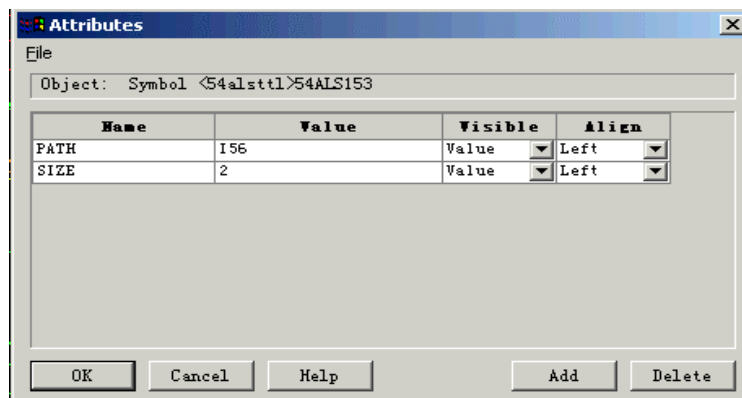 Attributes
File
Object: Symbol <54alsttl>54ALS153
Name Value Visible Align
PATH I56 Value Left
SIZE 2 Value Left
OK Cancel Help Add Delete